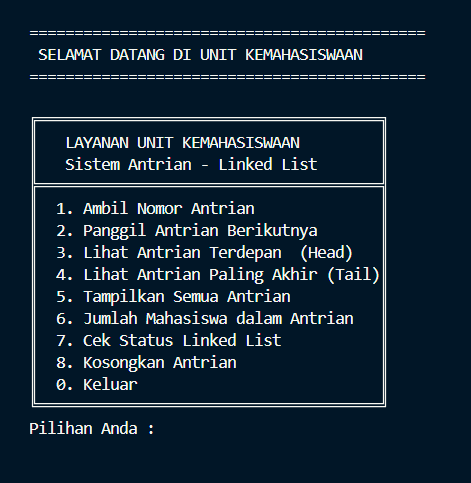 ============================================
SELAMAT DATANG DI UNIT KEMAHASISWAAN
============================================
LAYANAN UNIT KEMAHASISWAAN
Sistem Antrian - Linked List
1. Ambil Nomor Antrian
2. Panggil Antrian Berikutnya
3. Lihat Antrian Terdepan  (Head)
4. Lihat Antrian Paling Akhir (Tail)
5. Tampilkan Semua Antrian
6. Jumlah Mahasiswa dalam Antrian
7. Cek Status Linked List
8. Kosongkan Antrian
0. Keluar
Pilihan Anda :